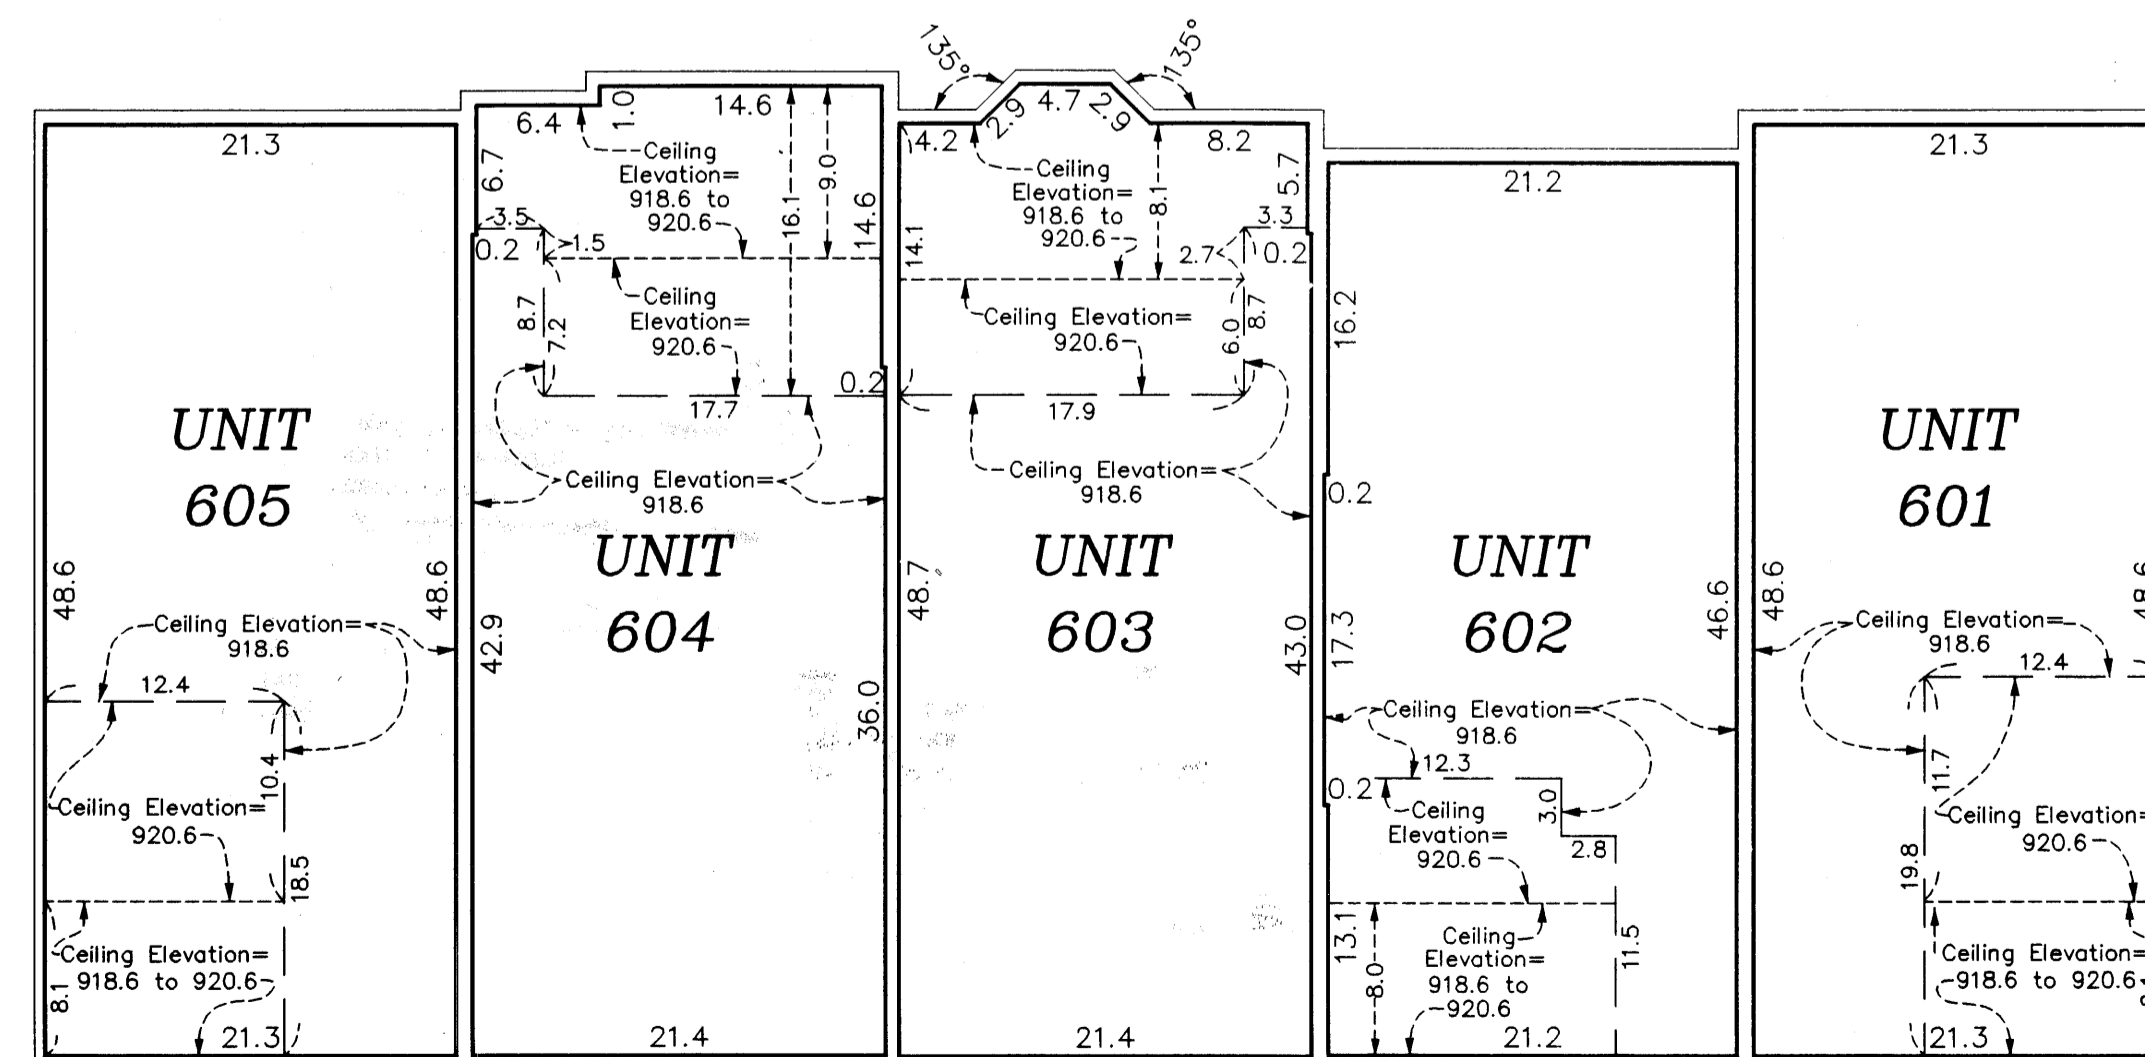 135°
135°
21.3
6.4
1.0
14.6
6.7
Ceiling
Elevation=
918.6 to
920.6
16.1
9.0
14.6
3.5
1.5
0.2
Ceiling
Elevation=
920.6
8.7
7.2
0.2
17.7
Ceiling Elevation=
918.6
UNIT
605
48.6
48.6
Ceiling Elevation=
918.6
12.4
10.4
Ceiling Elevation=
920.6
18.5
Ceiling Elevation=
918.6 to 920.6
8.1
21.3
UNIT
604
42.9
36.0
21.4
4.2
2.9
4.7
2.9
8.2
Ceiling
Elevation=
918.6 to
920.6
8.1
5.7
3.3
14.1
2.7
0.2
Ceiling Elevation=
920.6
6.0
8.7
17.9
Ceiling Elevation=
918.6
UNIT
603
48.7
43.0
21.4
21.2
16.2
0.2
UNIT
602
17.3
46.6
Ceiling Elevation=
918.6
12.3
0.2
Ceiling
Elevation=
920.6
3.0
2.8
13.1
8.0
Ceiling
Elevation=
918.6 to
920.6
11.5
21.2
21.3
UNIT
601
48.6
48.6
Ceiling Elevation=
918.6
12.4
11.7
Ceiling Elevation=
920.6
19.8
Ceiling Elevation=
918.6 to 920.6
21.3